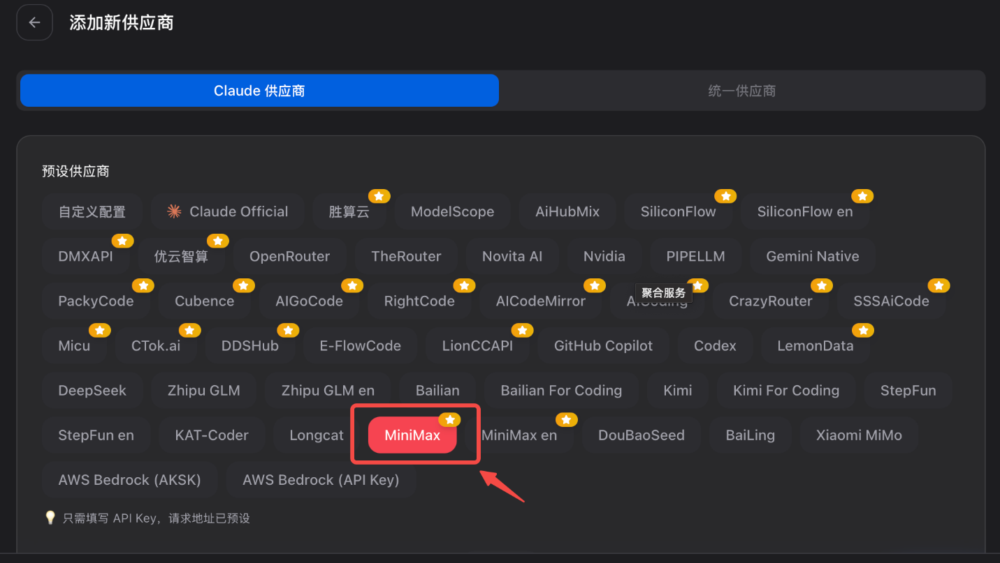 添加新供应商
Claude 供应商 统一供应商
预设供应商
自定义配置 Claude Official 胜算云 ModelScope AiHubMix SiliconFlow SiliconFlow en
DMXAPI 优云智算 OpenRouter TheRouter Novita AI Nvidia PIPELLM Gemini Native
聚合服务
PackyCode Cubence AIGoCode RightCode AICodeMirror AICoding CrazyRouter SSSAiCode
Micu CTok.ai DDSHub E-FlowCode LionCCAPI GitHub Copilot Codex LemonData
DeepSeek Zhipu GLM Zhipu GLM en Bailian Bailian For Coding Kimi Kimi For Coding StepFun
StepFun en KAT-Coder Longcat MiniMax MiniMax en DouBaoSeed BaiLing Xiaomi MiMo
AWS Bedrock (AKSK) AWS Bedrock (API Key)
只需填写 API Key，请求地址已预设